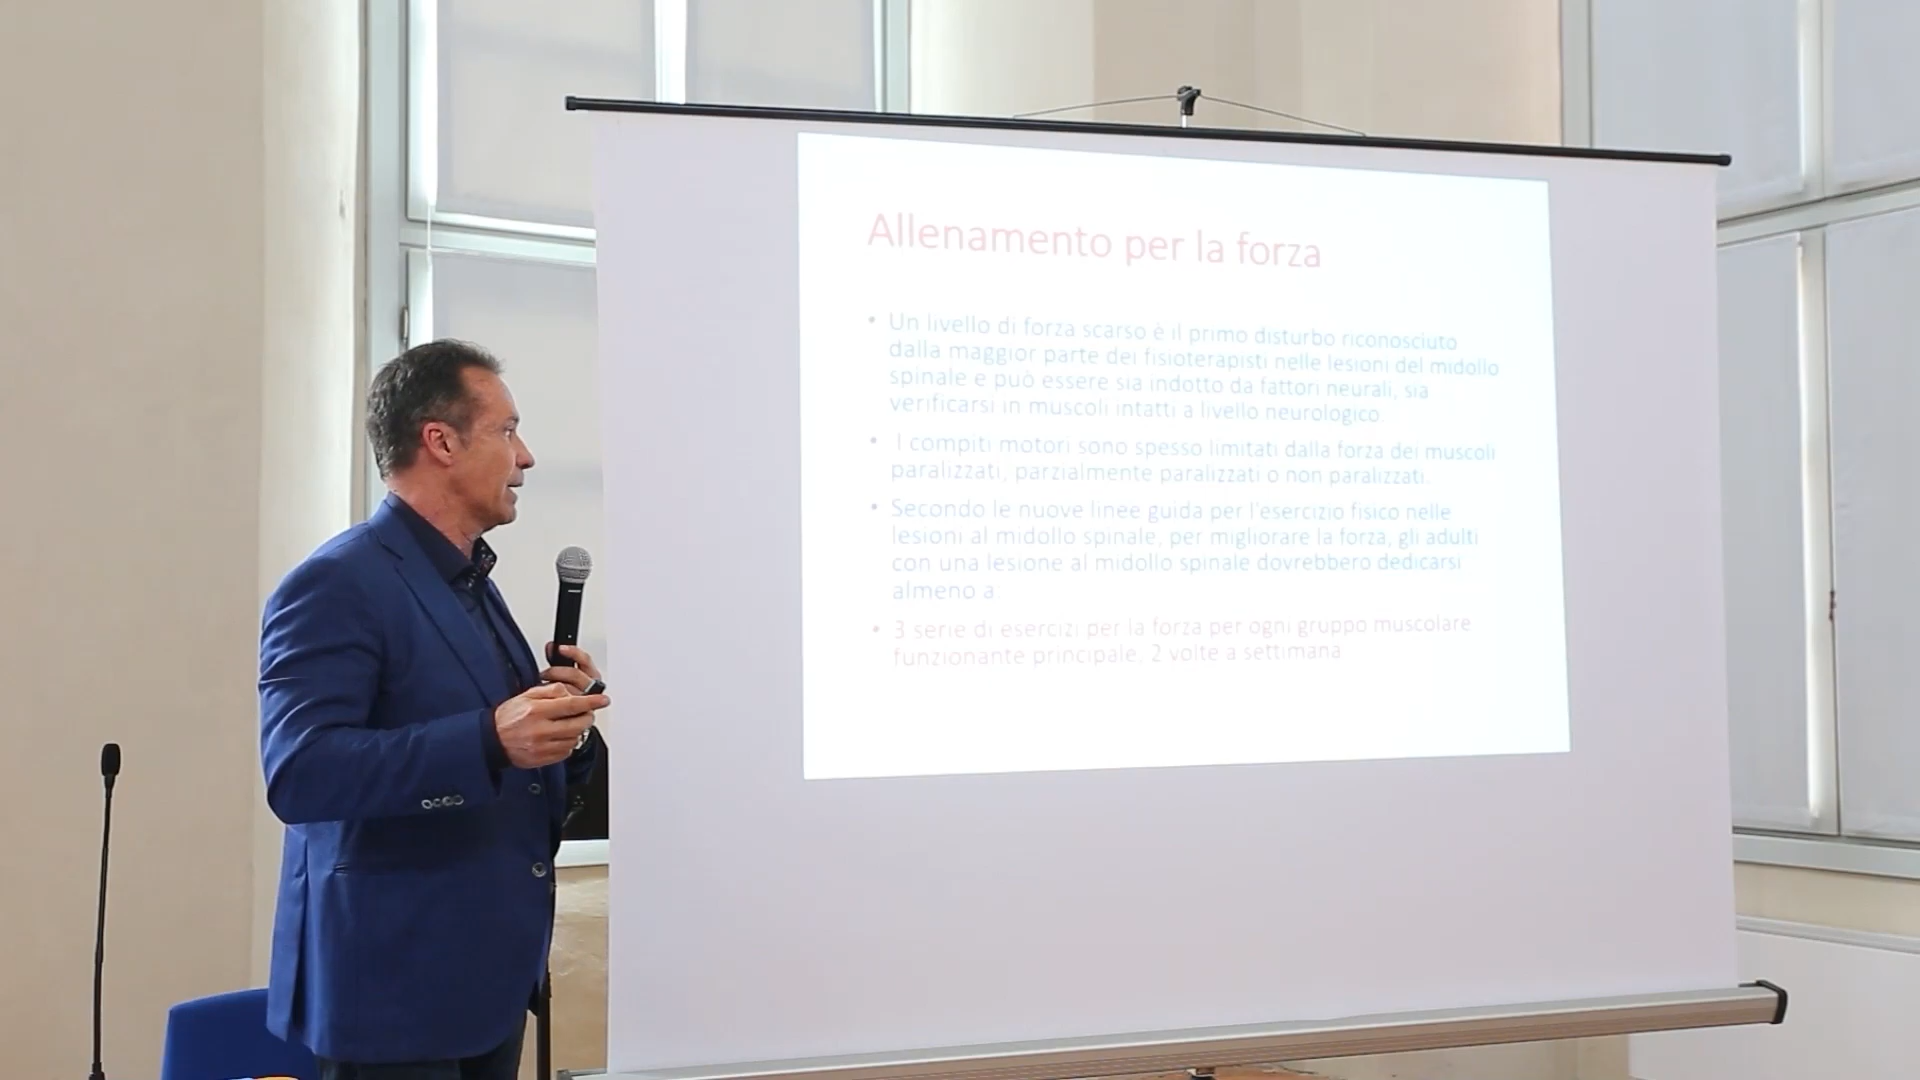 Allenamento per la forza
• Un livello di forza scarso è il primo disturbo riconosciuto
dalla maggior parte dei fisioterapisti nelle lesioni del midollo
spinale e può essere sia indotto da fattori neurali, sia
verificarsi in muscoli intatti a livello neurologico.
• I compiti motori sono spesso limitati dalla forza dei muscoli
paralizzati, parzialmente paralizzati o non paralizzati.
• Secondo le nuove linee guida per l'esercizio fisico nelle
lesioni al midollo spinale, per migliorare la forza, gli adulti
con una lesione al midollo spinale dovrebbero dedicarsi
almeno a:
• 3 serie di esercizi per la forza per ogni gruppo muscolare
funzionante principale, 2 volte a settimana